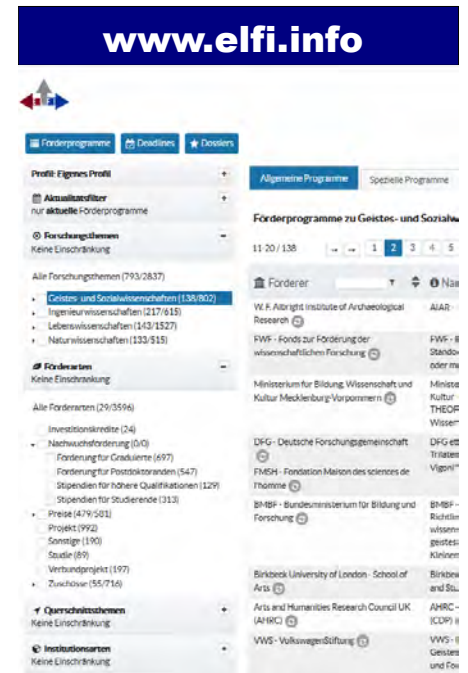 www.elfi.info
Förderprogramme
Deadlines
Dossiers
Profil: Eigenes Profil
Aktualitätsfilter
nur aktuelle Förderprogramme
Forschungsthemen
Keine Einschränkung
Alle Forschungsthemen (793/2837)
Geistes- und Sozialwissenschaften (138/802)
Ingenieurwissenschaften (217/615)
Lebenswissenschaften (143/1527)
Naturwissenschaften (133/515)
Förderarten
Keine Einschränkung
Alle Förderarten (29/3596)
Investitionskredite (24)
Nachwuchsförderung (0/0)
Förderung für Graduierte (697)
Förderung für Postdoktoranden (547)
Stipendien für höhere Qualifikationen (129)
Stipendien für Studierende (313)
Preise (479/581)
Projekt (992)
Sonstige (190)
Studie (89)
Verbundprojekt (197)
Zuschüsse (55/716)
Querschnittsthemen
Keine Einschränkung
Institutionsarten
Keine Einschränkung
Allgemeine Programme
Spezielle Programme
Förderprogramme zu Geistes- und
11-20 / 138
1 2 3 4 5
Förderer
W. F. Albright Institute of Archaeological
Research
AIAR -
FWF - Fonds zur Förderung der
wissenschaftlichen Forschung
FWF -
oder
Ministerium für Bildung, Wissenschaft und
Kultur Mecklenburg-Vorpommern
Kultur
DFG - Deutsche Forschungsgemeinschaft
DFG
FMSH - Fondation Maison des sciences de
l'homme
Vigoni"
BMBF - Bundesministerium für Bildung und
Forschung
BMBF -
Kleinem
Birkbeck University of London - School of
Arts
and
Arts and Humanities Research Council UK
(AHRC)
AHRC -
(CDP)
VWS - VolkswagenStiftung
VWS -
und